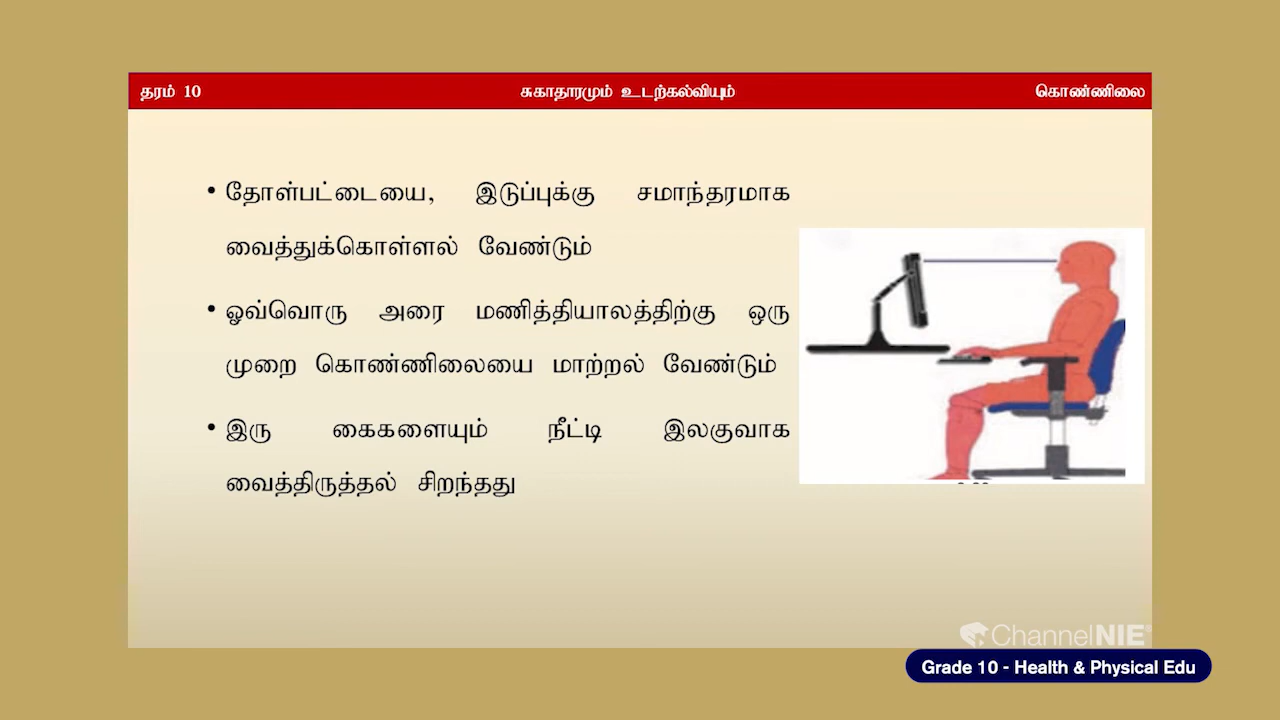 தரம் 10
சுகாதாரமும் உடற்கல்வியும்
கொண்ணிலை
• தோள்பட்டையை, இடுப்புக்கு சமாந்தரமாக
வைத்துக்கொள்ளல் வேண்டும்
• ஓவ்வொரு அரை மணித்தியாலத்திற்கு ஒரு
முறை கொண்ணிலையை மாற்றல் வேண்டும்
• இரு கைகளையும் நீட்டி இலகுவாக
வைத்திருத்தல் சிறந்தது
ChannelNIE
Grade 10 - Health & Physical Edu